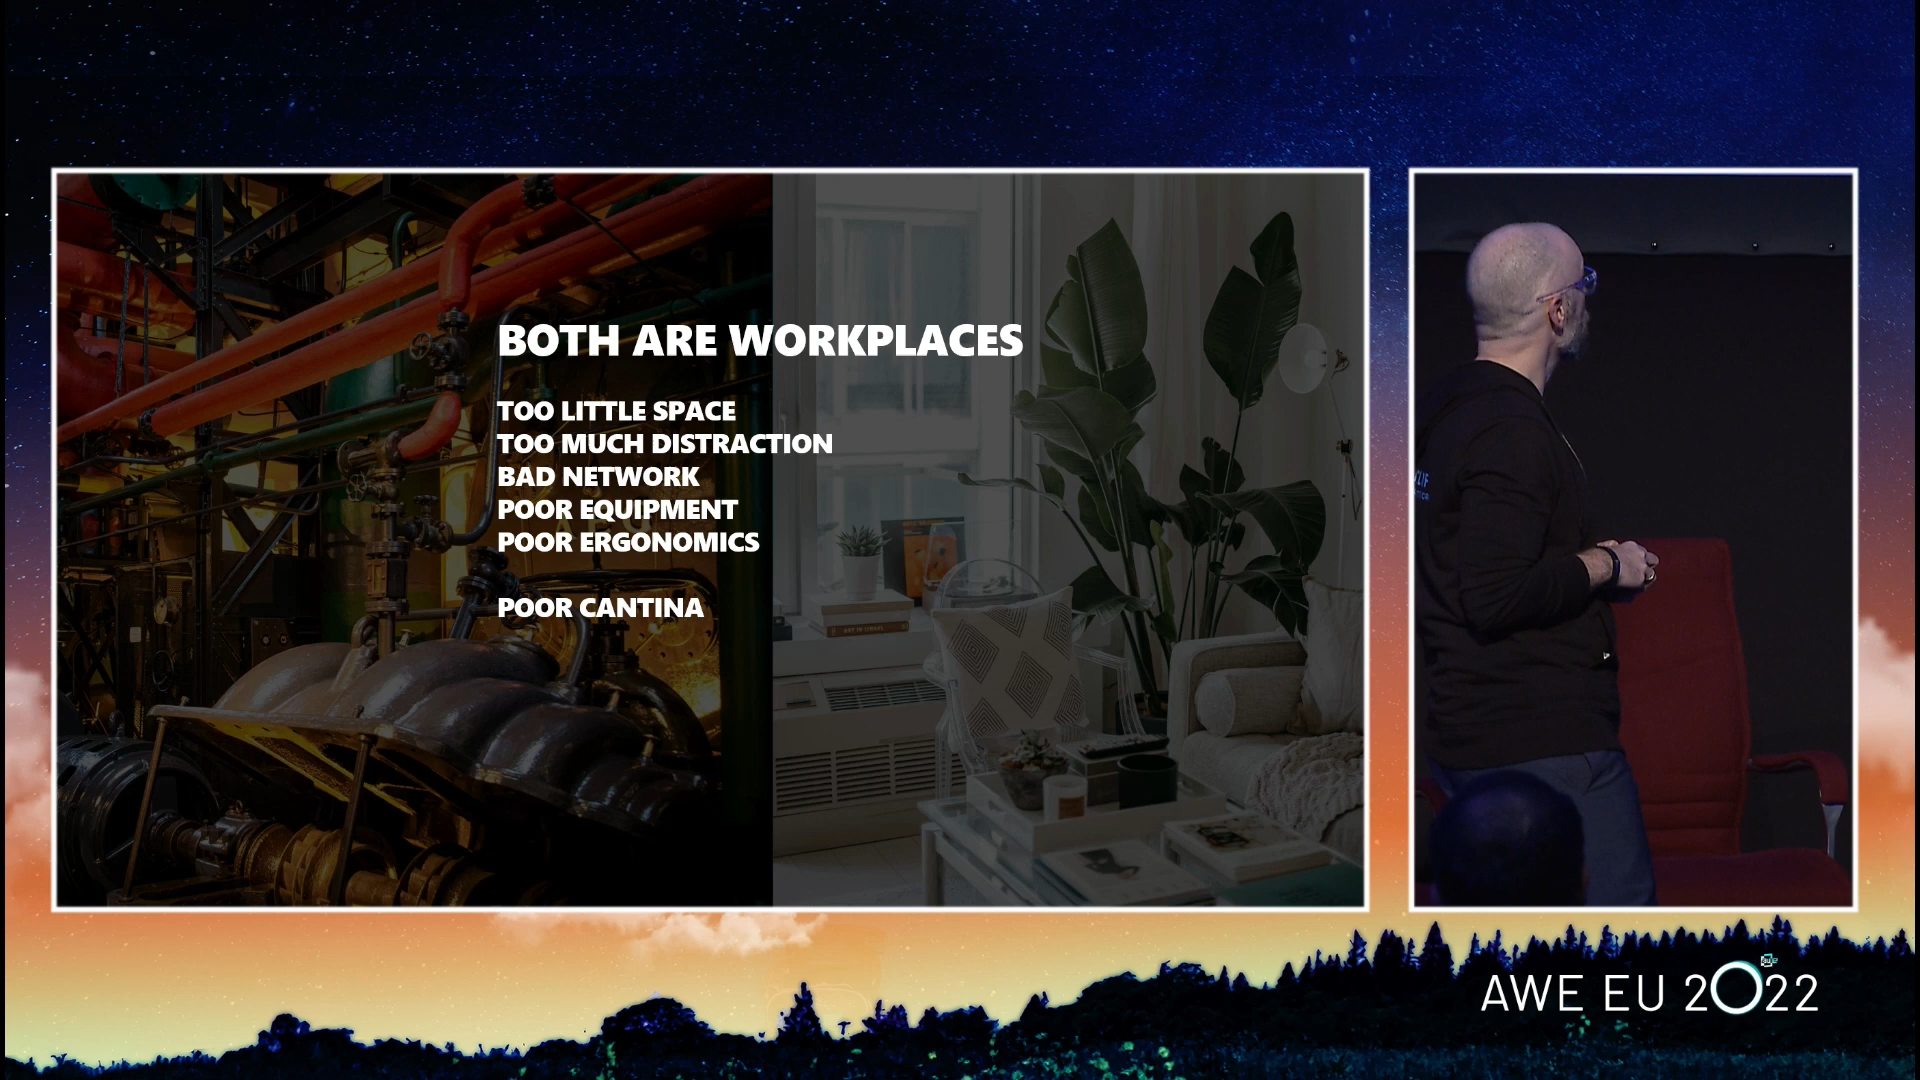 BOTH ARE WORKPLACES
TOO LITTLE SPACE
TOO MUCH DISTRACTION
BAD NETWORK
POOR EQUIPMENT
POOR ERGONOMICS
POOR CANTINA
AWE EU 2022